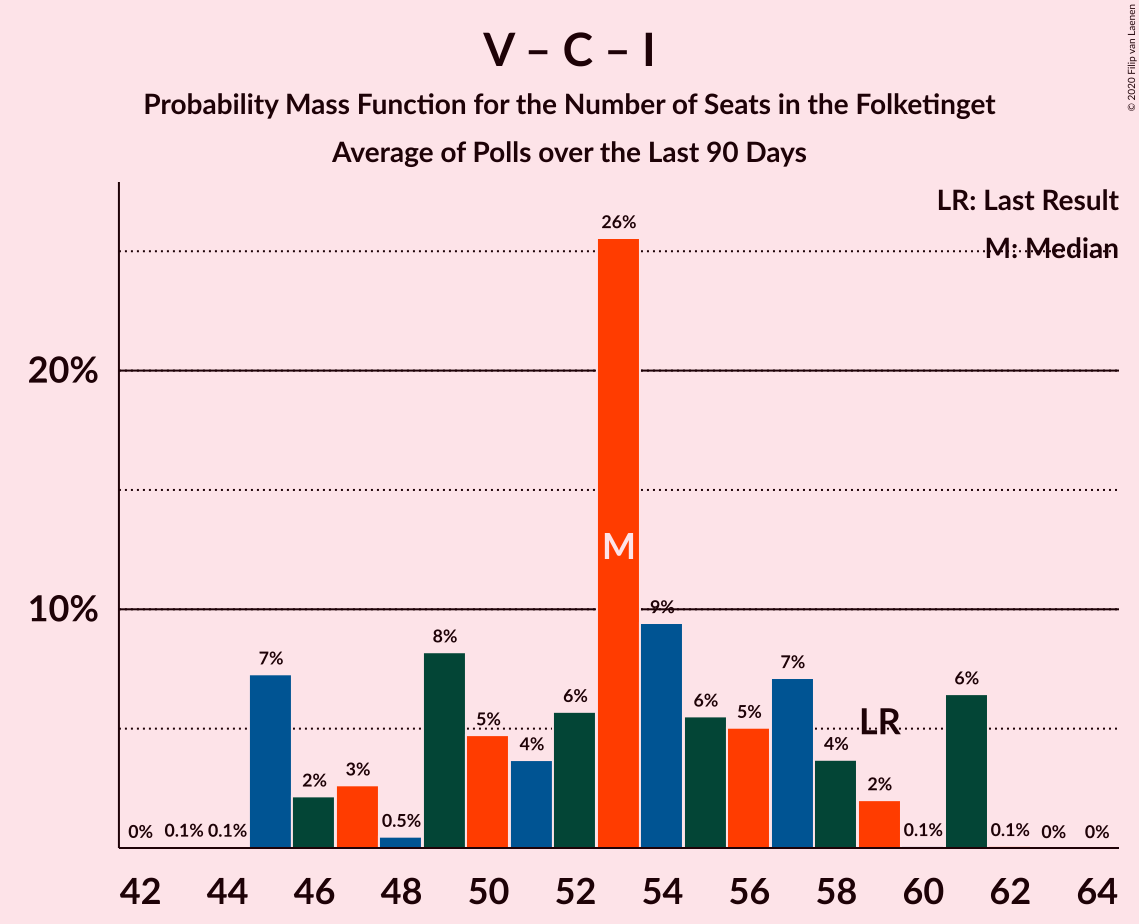 V – C – I
Probability Mass Function for the Number of Seats in the Folketinget
Average of Polls over the Last 90 Days
© 2020 Filip van Laenen
LR: Last Result
M: Median
20%
10%
0% 0.1% 0.1% 7% 2% 3% 0.5% 8% 5% 4% 6% 26% 9% 6% 5% 7% 4% 2% 0.1% 6% 0.1% 0% 0%
M
LR
42 44 46 48 50 52 54 56 58 60 62 64